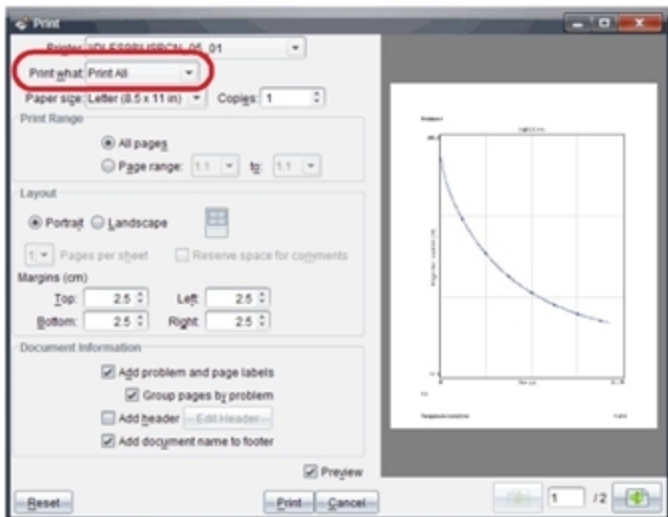 Print
Printer:
Print what: Print All
Paper size: Letter (8.5 x 11 in) Copies: 1
Print Range
All pages
Page range: 1.1 to: 1.1
Layout
Portrait Landscape
1 Pages per sheet Reserve space for comments
Margins (cm)
Top: 2.5 Left: 2.5
Bottom: 2.5 Right: 2.5
Document Information
Add problem and page labels
Group pages by problem
Add header Edit Header
Add document name to footer
Preview
Reset Print Cancel
1 / 2
Problem 1